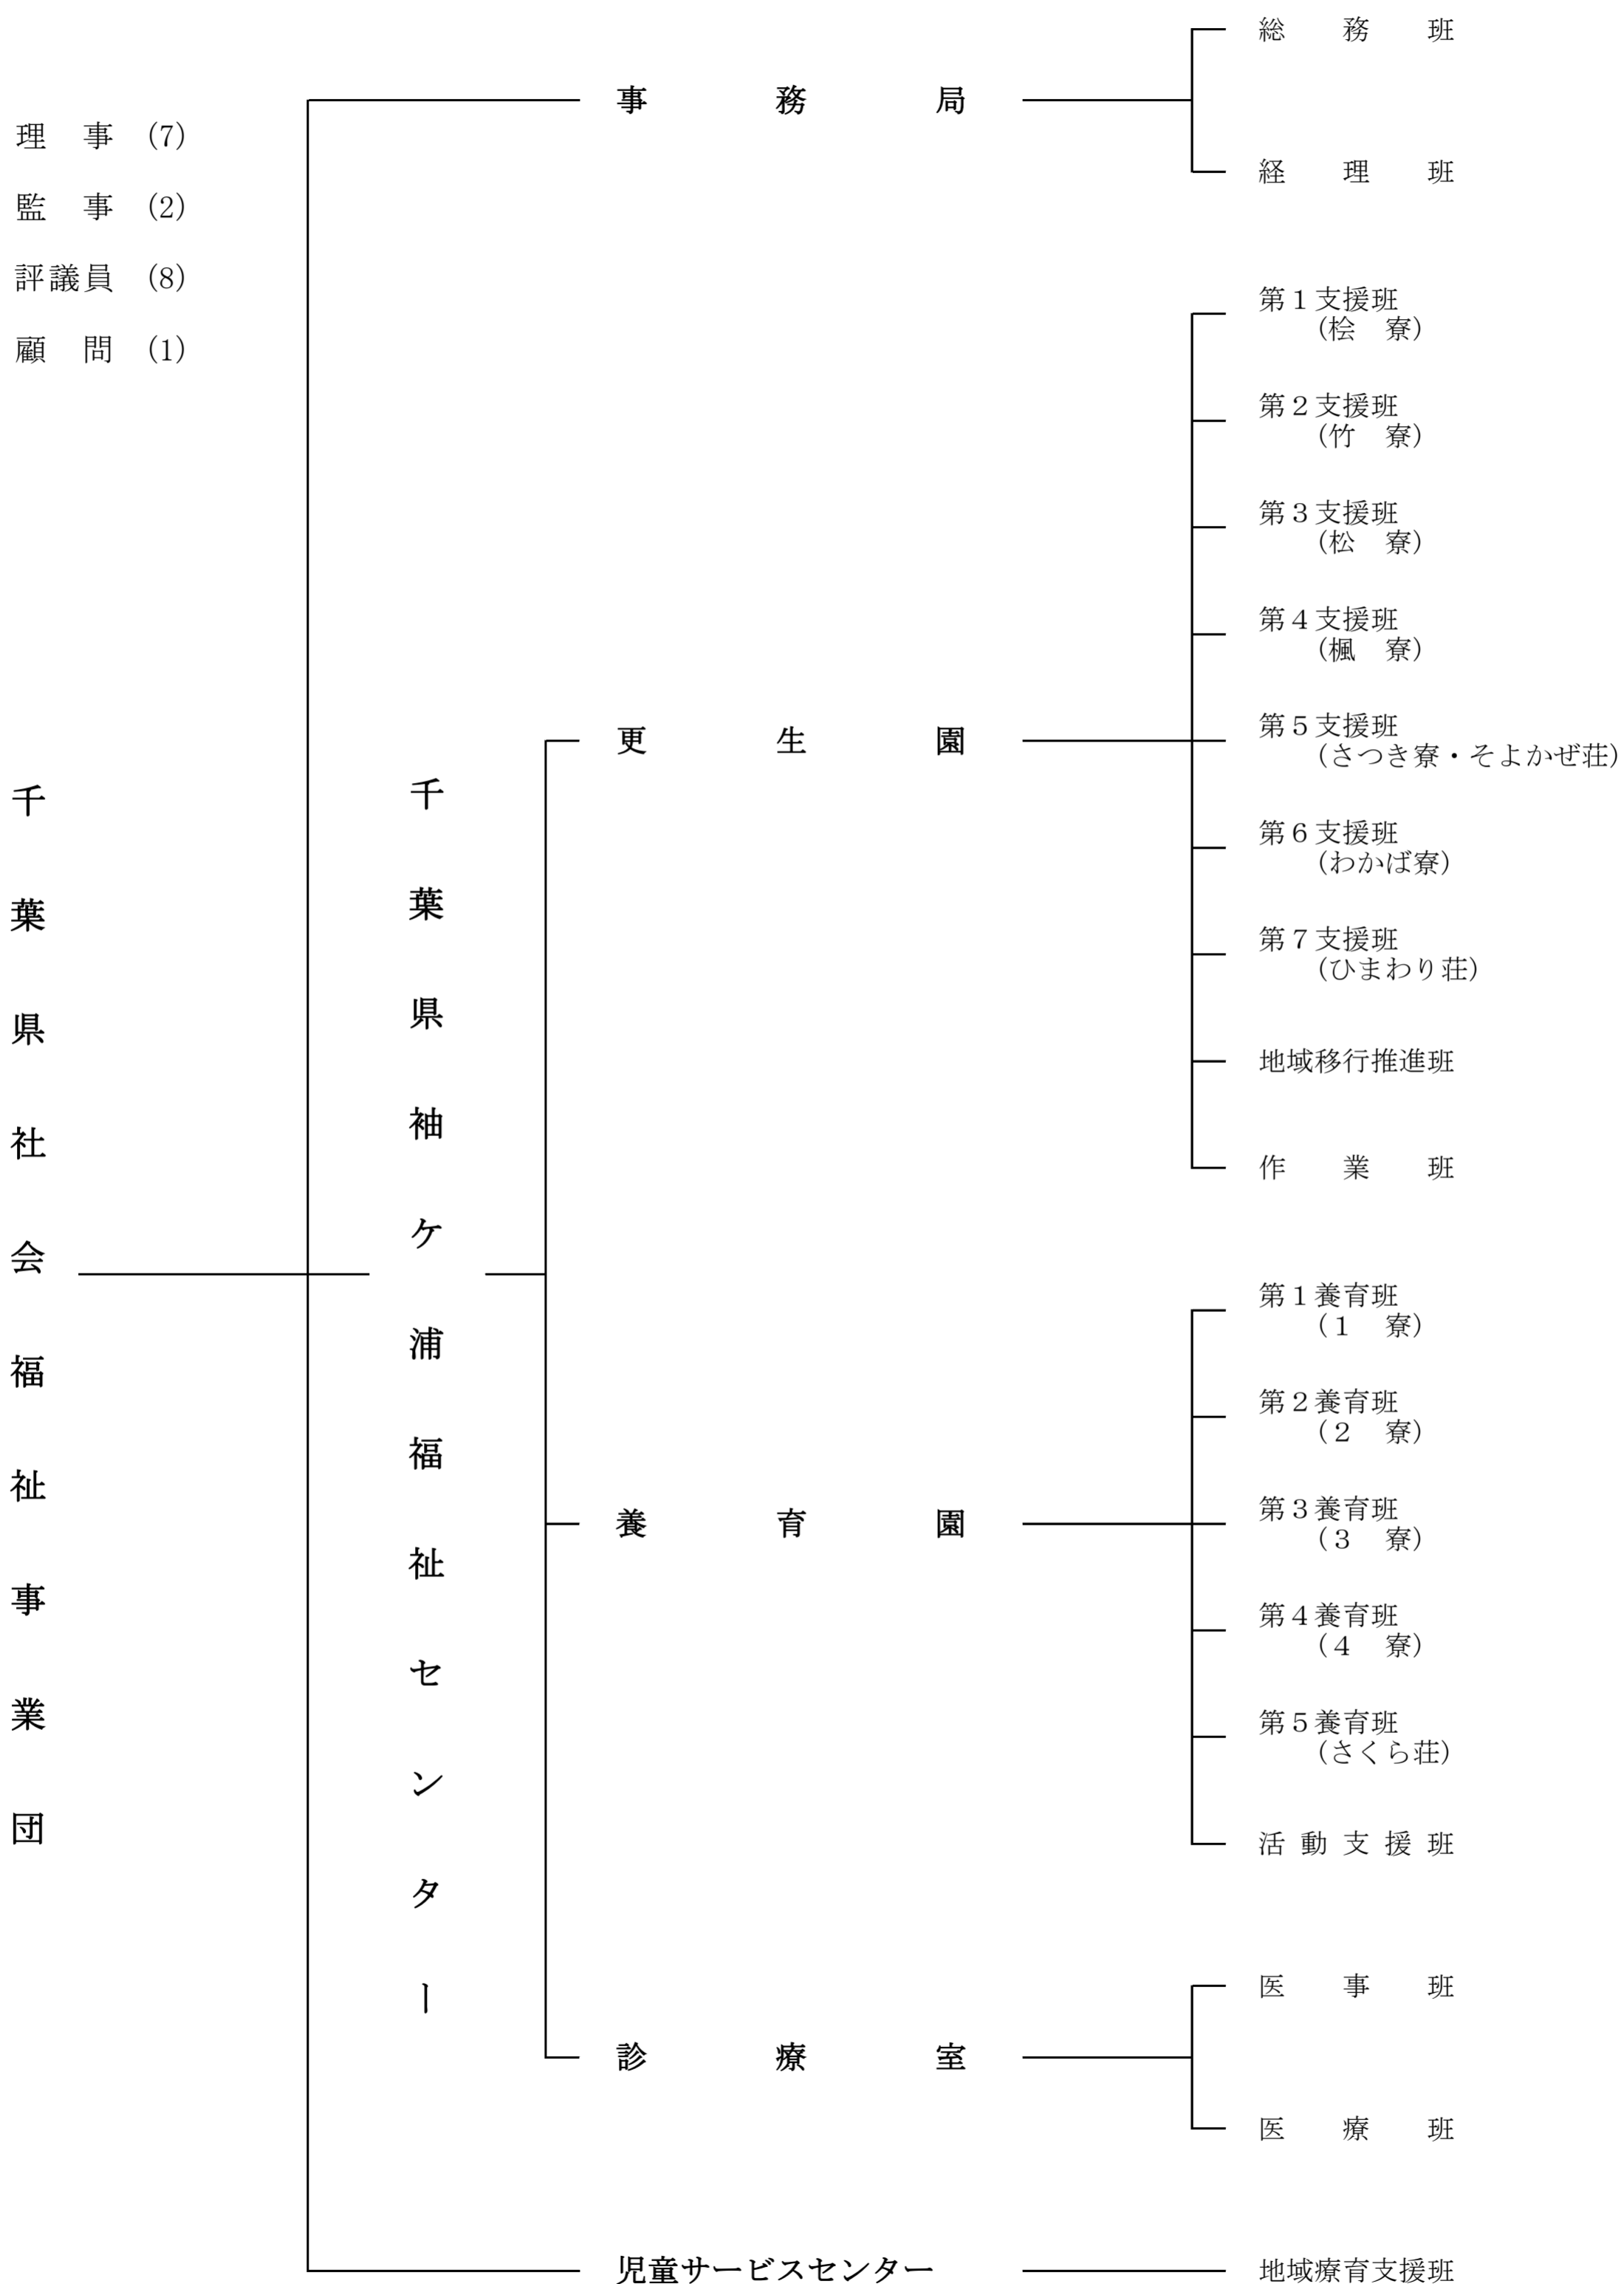 理事 (7)
監事 (2)
評議員 (8)
顧問 (1)
千葉県社会福祉事業団
千葉県袖ケ浦福祉センター
事務局
総務班
経理班
更生園
第１支援班
(桧 寮)
第２支援班
(竹 寮)
第３支援班
(松 寮)
第４支援班
(楓 寮)
第５支援班
(さつき寮・そよかぜ荘)
第６支援班
(わかば寮)
第７支援班
(ひまわり荘)
地域移行推進班
作業班
養育園
第１養育班
(１ 寮)
第２養育班
(２ 寮)
第３養育班
(３ 寮)
第４養育班
(４ 寮)
第５養育班
(さくら荘)
活動支援班
診療室
医事班
医療班
児童サービスセンター
地域療育支援班